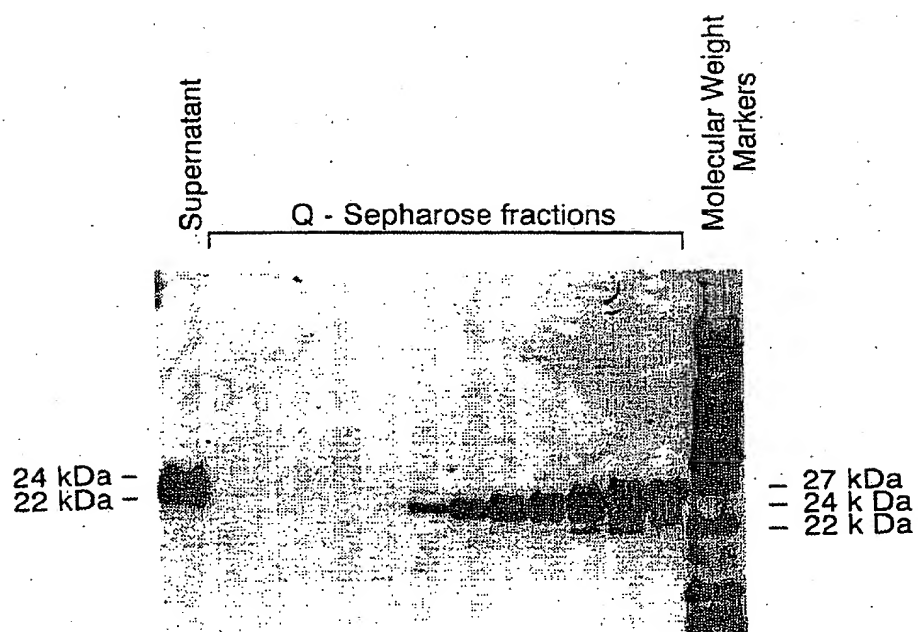 Supernatant
Q - Sepharose fractions
Molecular Weight
Markers
24 kDa –
22 kDa –
– 27 kDa
– 24 k Da
– 22 k Da